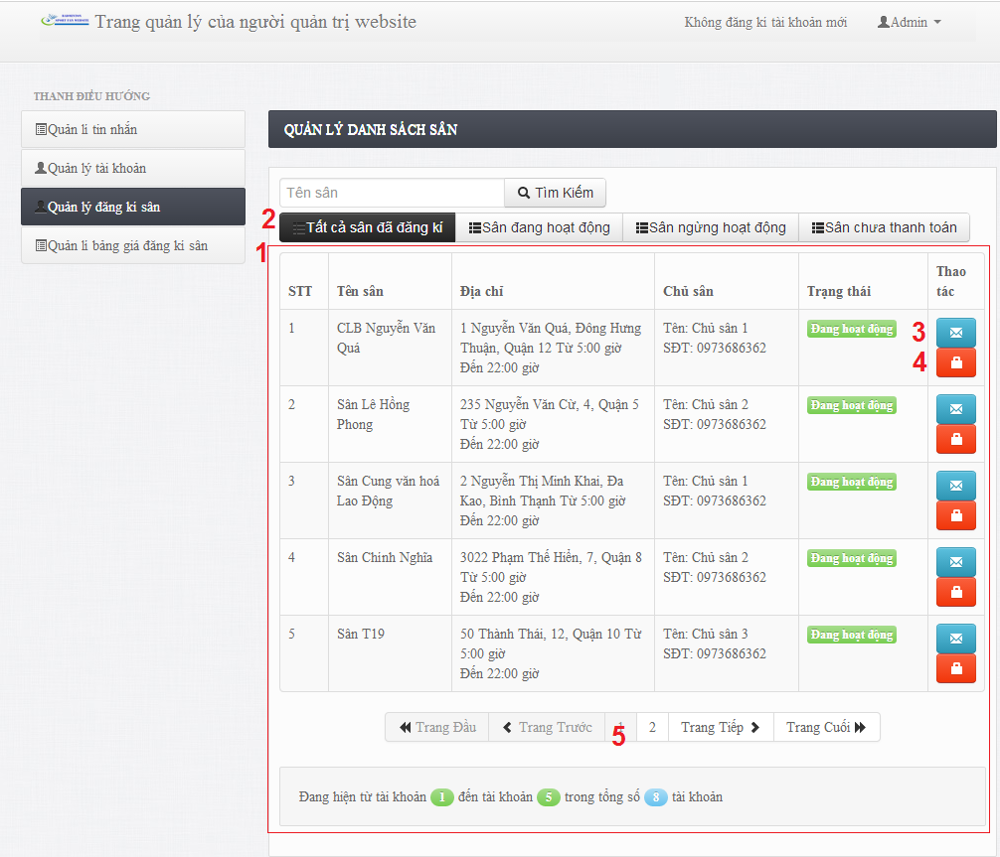 Trang quản lý của người quản trị website
Không đăng kí tài khoản mới
Admin
THANH ĐIỀU HƯỚNG
Quản lí tin nhắn
Quản lý tài khoản
Quản lý đăng kí sân
Quản lí bảng giá đăng kí sân
QUẢN LÝ DANH SÁCH SÂN
Tên sân
Tìm Kiếm
2
Tất cả sân đã đăng kí
Sân đang hoạt động
Sân ngừng hoạt động
Sân chưa thanh toán
1
STT
Tên sân
Địa chỉ
Chủ sân
Trạng thái
Thao
tác
1
CLB Nguyễn Văn
Quá
1 Nguyễn Văn Quá, Đông Hưng
Thuận, Quận 12 Từ 5:00 giờ
Đến 22:00 giờ
Tên: Chủ sân 1
SĐT: 0973686362
Đang hoạt động
3
4
2
Sân Lê Hồng
Phong
235 Nguyễn Văn Cừ, 4, Quận 5
Từ 5:00 giờ
Đến 22:00 giờ
Tên: Chủ sân 2
SĐT: 0973686362
Đang hoạt động
3
Sân Cung văn hoá
Lao Động
2 Nguyễn Thị Minh Khai, Đa
Kao, Bình Thạnh Từ 5:00 giờ
Đến 22:00 giờ
Tên: Chủ sân 1
SĐT: 0973686362
Đang hoạt động
4
Sân Chính Nghĩa
3022 Phạm Thế Hiển, 7, Quận 8
Từ 5:00 giờ
Đến 22:00 giờ
Tên: Chủ sân 2
SĐT: 0973686362
Đang hoạt động
5
Sân T19
50 Thành Thái, 12, Quận 10 Từ
5:00 giờ
Đến 22:00 giờ
Tên: Chủ sân 3
SĐT: 0973686362
Đang hoạt động
Trang Đầu
Trang Trước
1
5
2
Trang Tiếp
Trang Cuối
Đang hiện từ tài khoản 1 đến tài khoản 5 trong tổng số 8 tài khoản